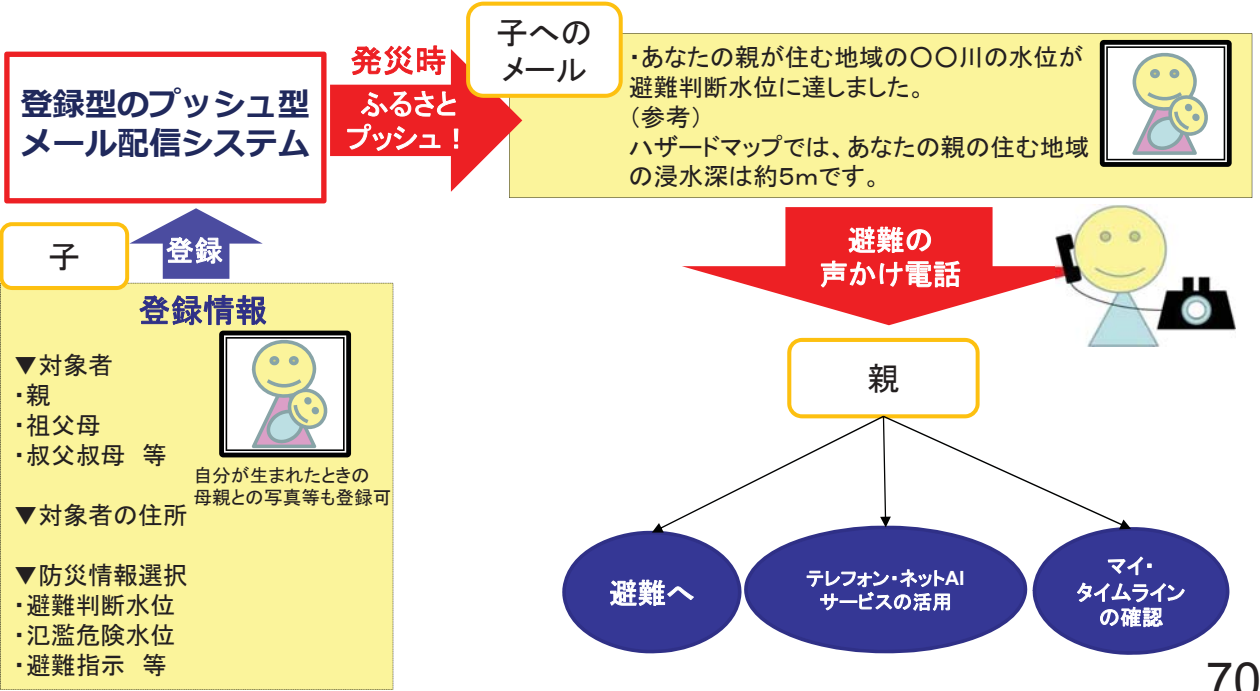 登録型のプッシュ型
メール配信システム
発災時
ふるさと
プッシュ！
子への
メール
・あなたの親が住む地域の〇〇川の水位が
避難判断水位に達しました。
（参考）
ハザードマップでは、あなたの親の住む地域
の浸水深は約5mです。
子
登録
登録情報
▼対象者
・親
・祖父母
・叔父叔母　等
自分が生まれたときの
母親との写真等も登録可
▼対象者の住所
▼防災情報選択
・避難判断水位
・氾濫危険水位
・避難指示　等
避難の
声かけ電話
親
避難へ
テレフォン・ネットAI
サービスの活用
マイ・
タイムライン
の確認
70